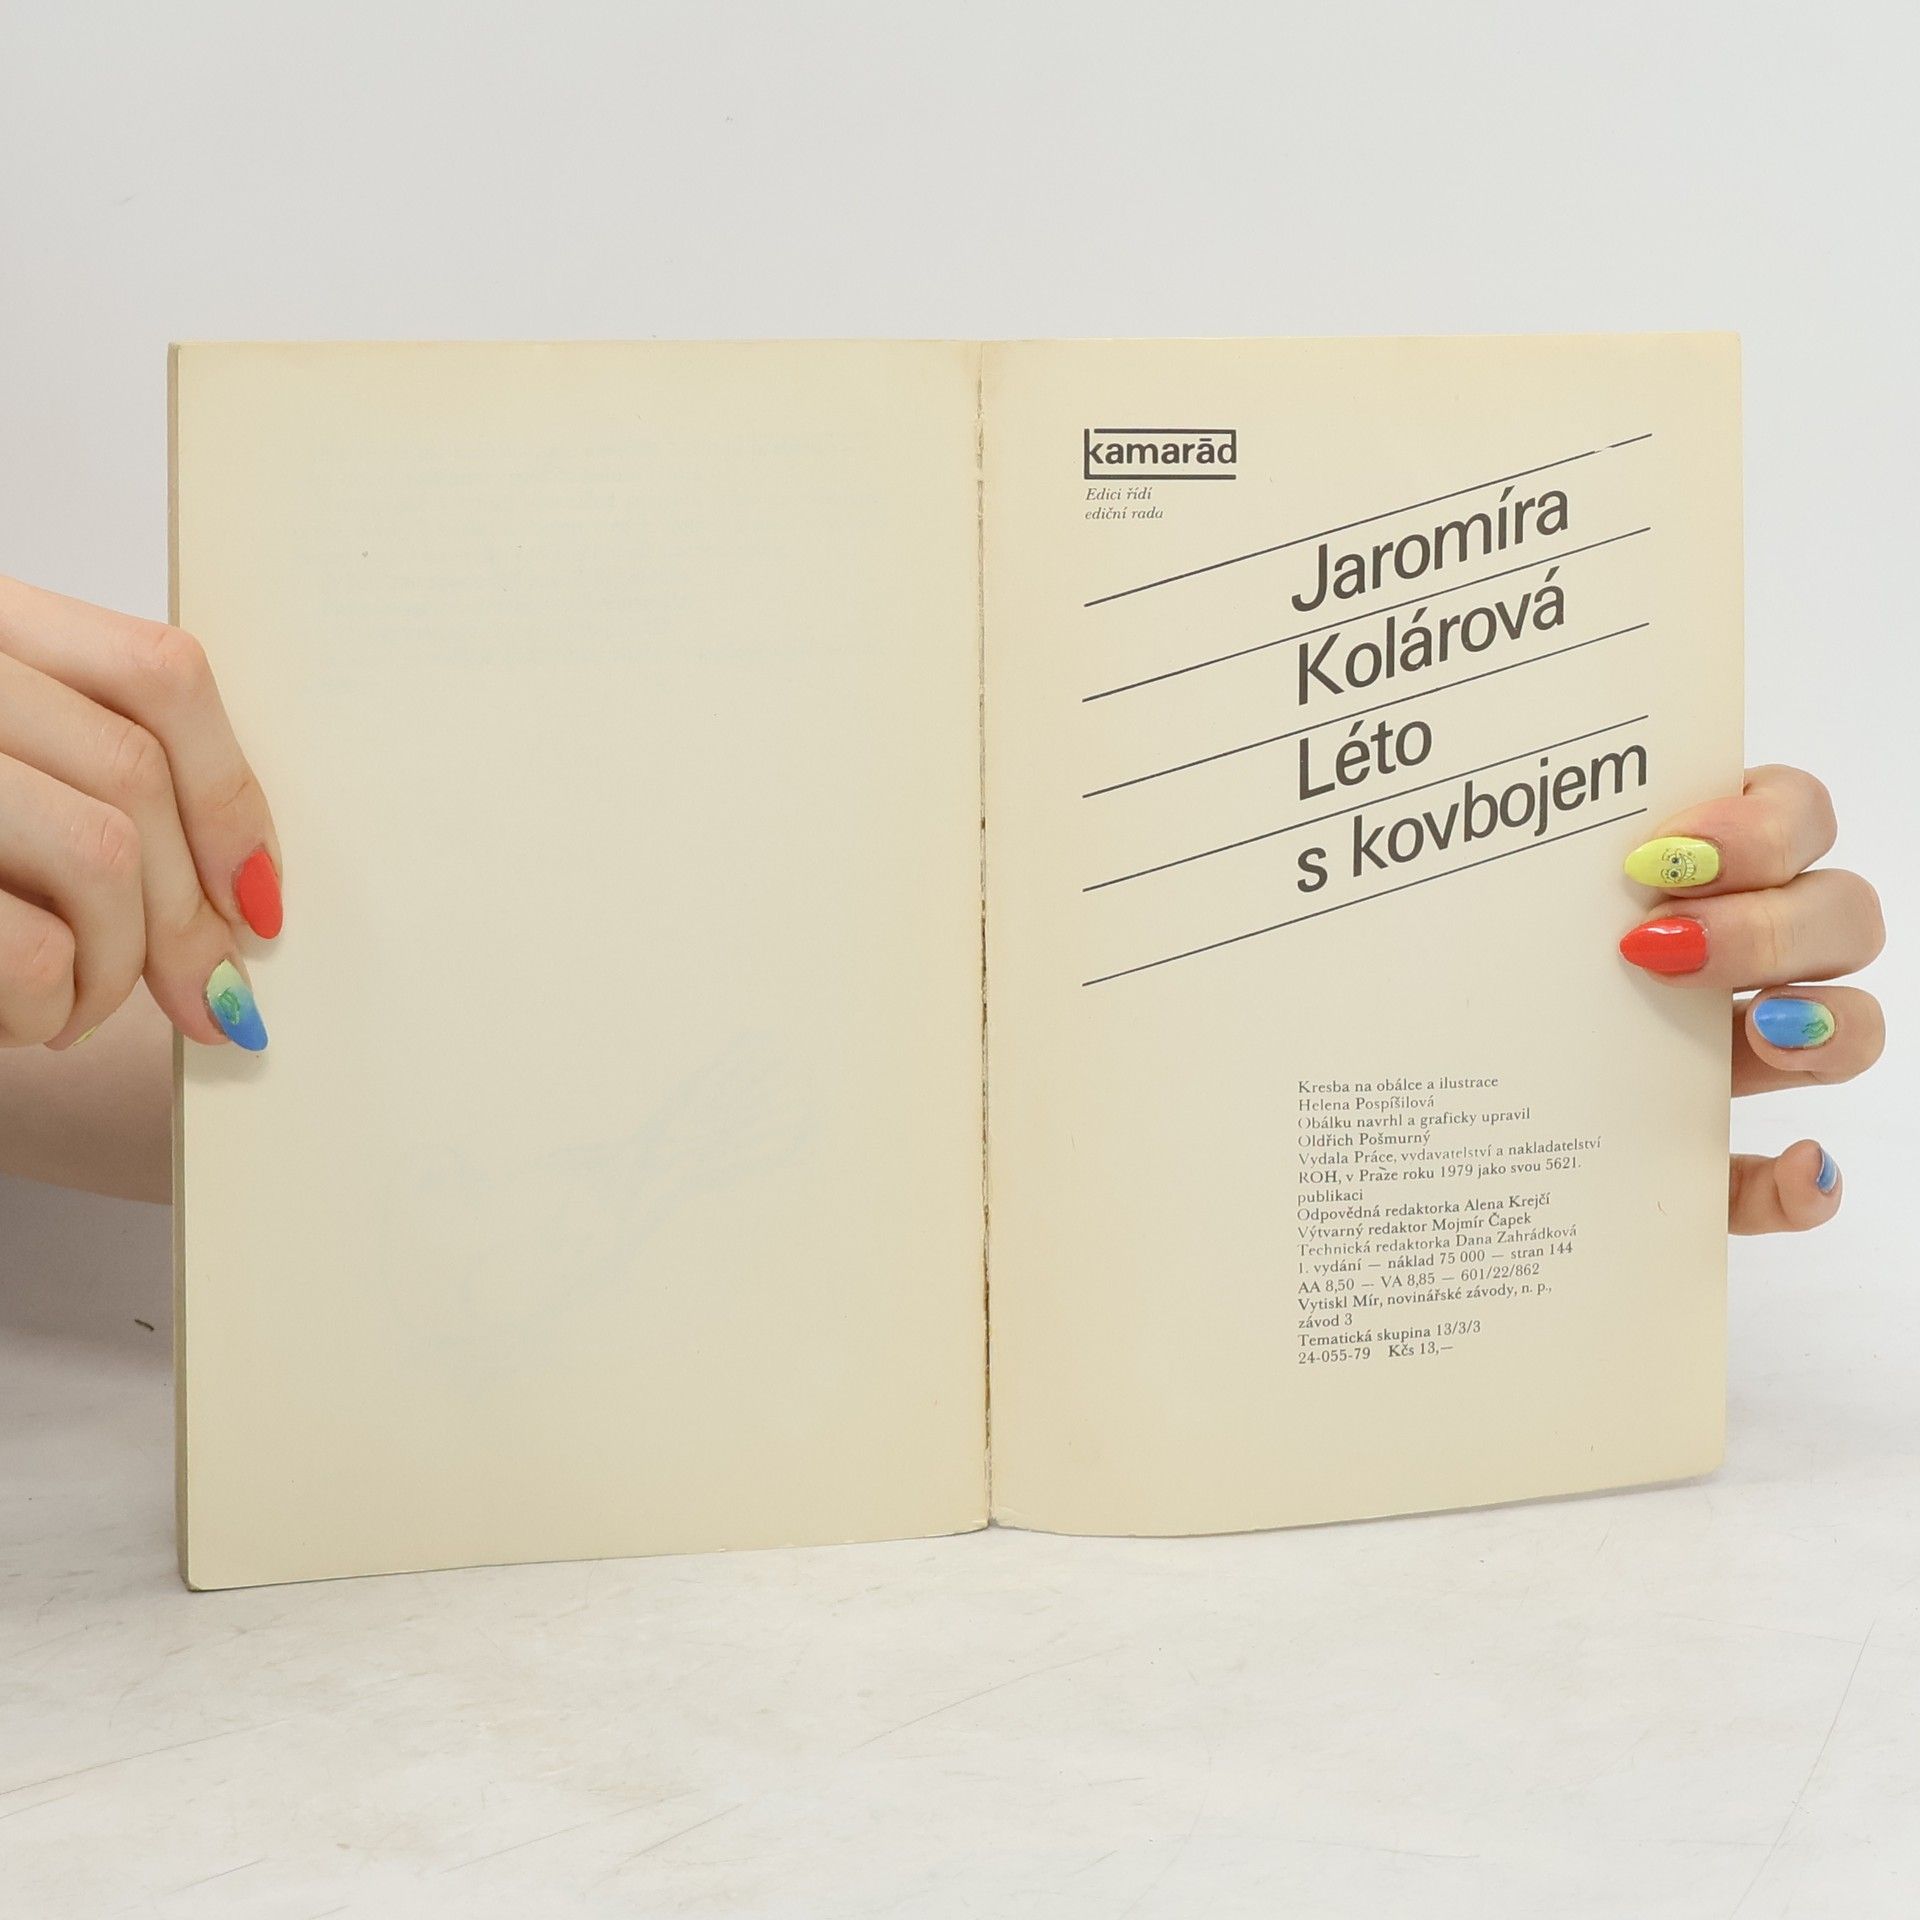 kamarād
Edici řídí
ediční rada
Jaromíra
Kolárová
Léto
s kovbojem
Kresba na obálce a ilustrace
Helena Pospíšilová
Obálku navrhl a graficky upravil
Oldřich Pošmurný
Vydala Práce, vydavatelství a nakladatelství
ROH, v Praze roku 1979 jako svou 5621.
publikaci
Odpovědná redaktorka Alena Krejčí
Výtvarný redaktor Mojmír Čapek
Technická redaktorka Dana Zahrádková
1. vydání — náklad 75 000 — stran 144
AA 8,50 — VA 8,85 — 601/22/862
Vytiskl Mír, novinářské závody, n. p.,
závod 3
Tematická skupina 13/3/3
24-055-79 Kčs 13,—